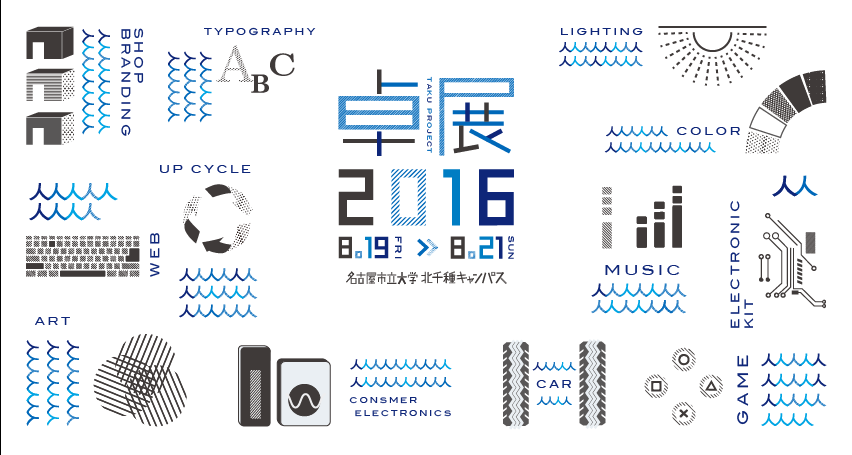 SHOP
BRANDING
TYPOGRAPHY
ABC
LIGHTING
卓展
TAKU PROJECT
COLOR
2016
8.19 FRI
8.21 SUN
名古屋市立大学 北千種キャンパス
UP CYCLE
WEB
MUSIC
ELECTRONIC
KIT
ART
CONSMER
ELECTRONICS
CAR
GAME